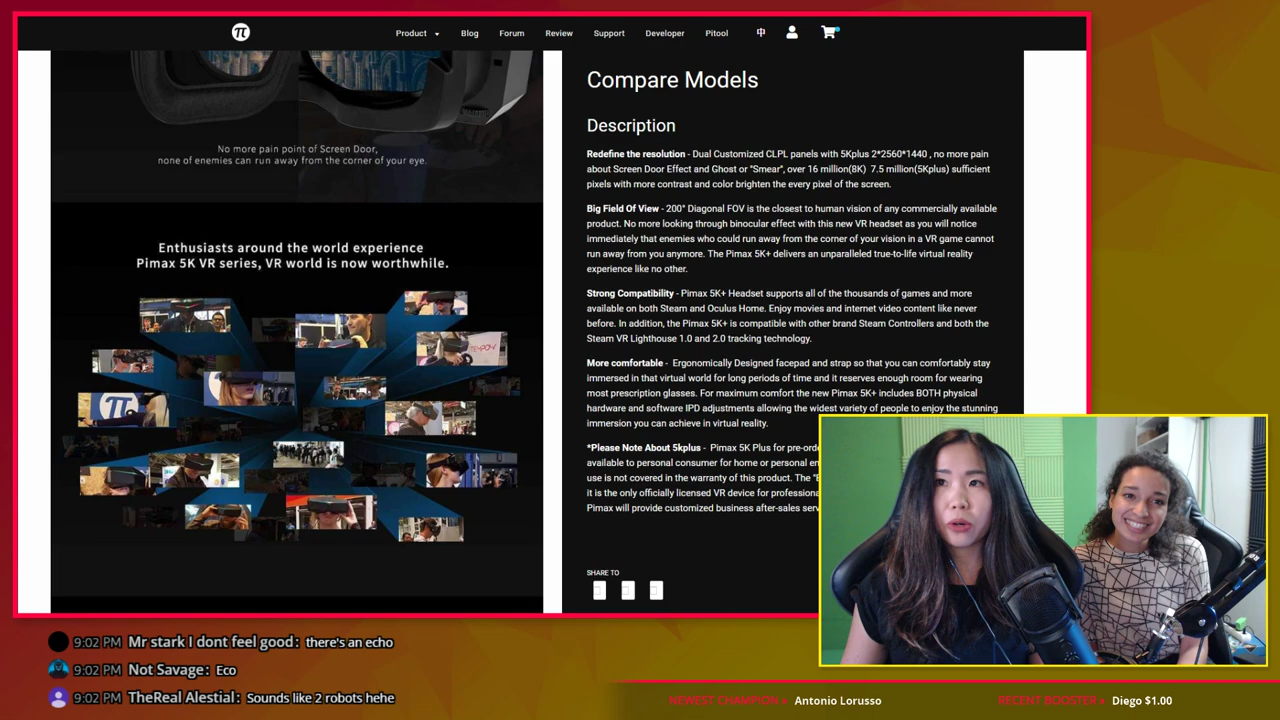 π
Product
Blog
Forum
Review
Support
Developer
Pitool
中
No more pain point of Screen Door,
none of enemies can run away from the corner of your eye.
Enthusiasts around the world experience
Pimax 5K VR series, VR world is now worthwhile.
π
Compare Models
Description
Redefine the resolution - Dual Customized CLPL panels with 5Kplus 2*2560*1440 , no more pain
about Screen Door Effect and Ghost or "Smear", over 16 million(8K) 7.5 million(5Kplus) sufficient
pixels with more contrast and color brighten the every pixel of the screen.
Big Field Of View - 200° Diagonal FOV is the closest to human vision of any commercially available
product. No more looking through binocular effect with this new VR headset as you will notice
immediately that enemies who could run away from the corner of your vision in a VR game cannot
run away from you anymore. The Pimax 5K+ delivers an unparalleled true-to-life virtual reality
experience like no other.
Strong Compatibility - Pimax 5K+ Headset supports all of the thousands of games and more
available on both Steam and Oculus Home. Enjoy movies and internet video content like never
before. In addition, the Pimax 5K+ is compatible with other brand Steam Controllers and both the
Steam VR Lighthouse 1.0 and 2.0 tracking technology.
More comfortable - Ergonomically Designed facepad and strap so that you can comfortably stay
immersed in that virtual world for long periods of time and it reserves enough room for wearing
most prescription glasses. For maximum comfort the new Pimax 5K+ includes BOTH physical
hardware and software IPD adjustments allowing the widest variety of people to enjoy the stunning
immersion you can achieve in virtual reality.
*Please Note About 5kplus - Pimax 5K Plus for pre-orde
available to personal consumer for home or personal en
use is not covered in the warranty of this product. The "B
it is the only officially licensed VR device for professiona
Pimax will provide customized business after-sales serv
SHARE TO
9:02 PM Mr stark I dont feel good: there's an echo
9:02 PM Not Savage: Eco
9:02 PM TheReal Alestial: Sounds like 2 robots hehe
NEWEST CHAMPION » Antonio Lorusso
RECENT BOOSTER » Diego $1.00